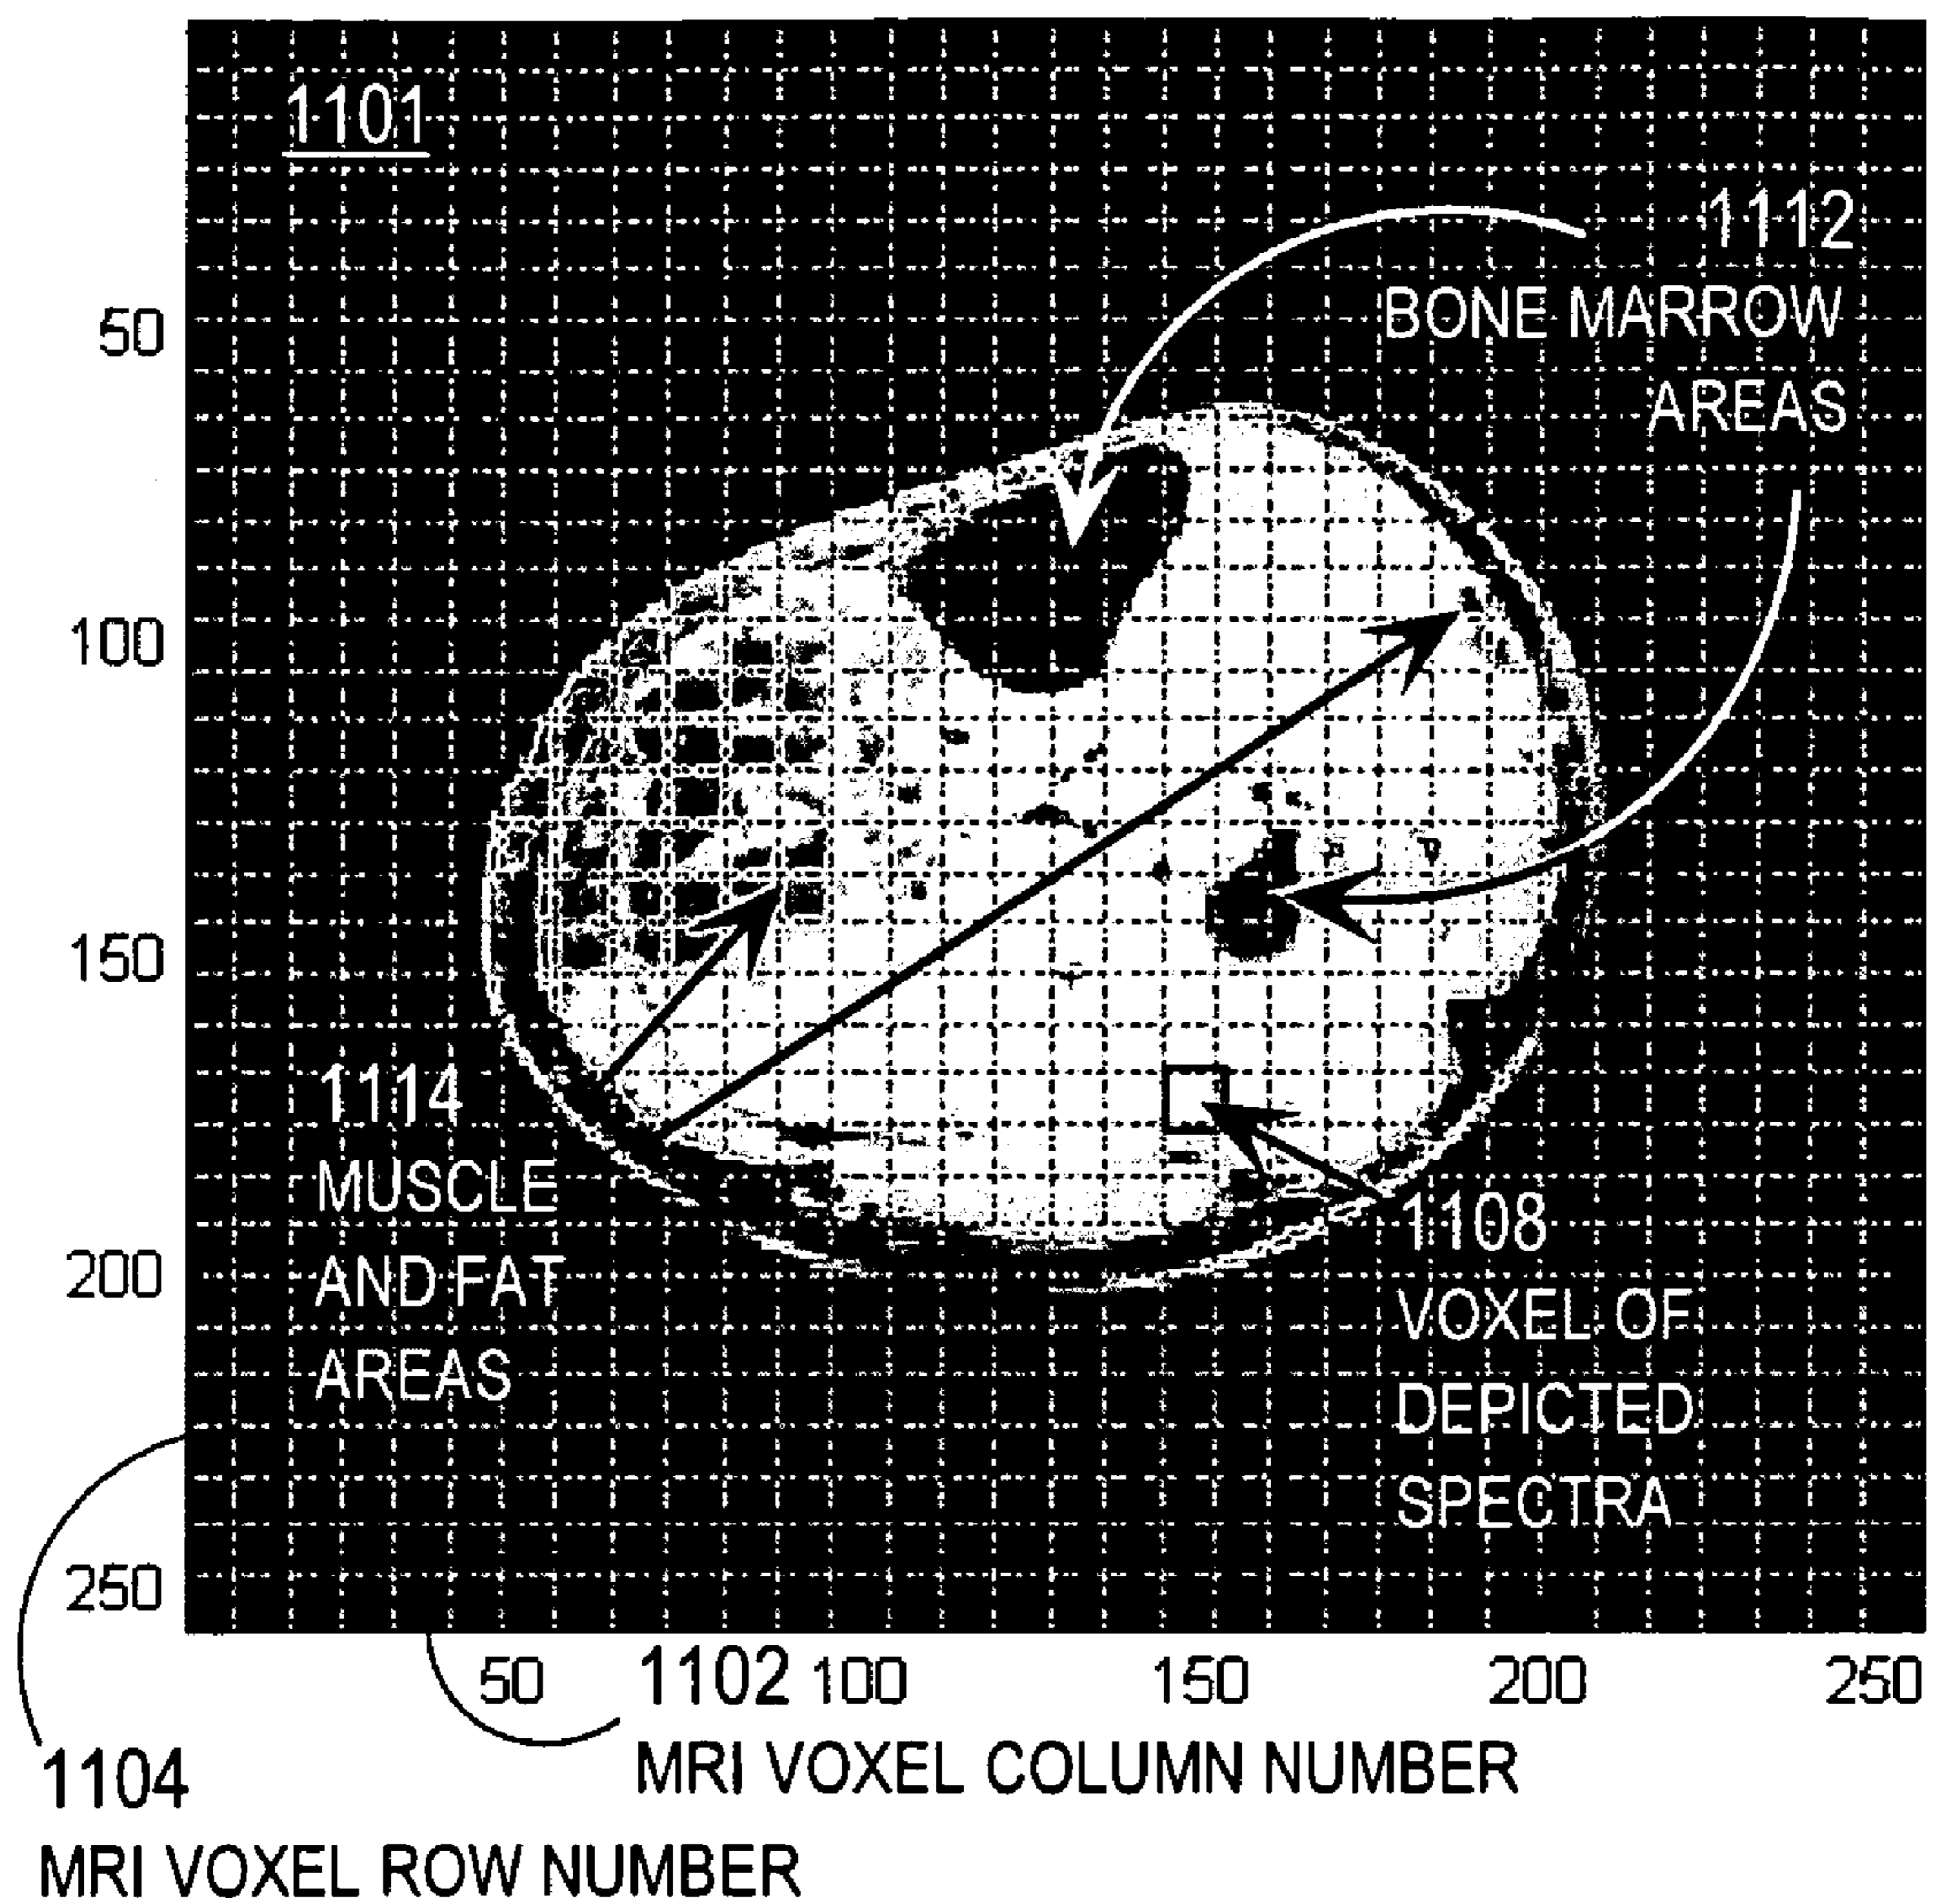 1101
1112
BONE MARROW
AREAS
50
100
150
200
250
1114
MUSCLE
AND FAT
AREAS
1108
VOXEL OF
DEPICTED
SPECTRA
50 1102 100 150 200 250
MRI VOXEL COLUMN NUMBER
1104
MRI VOXEL ROW NUMBER